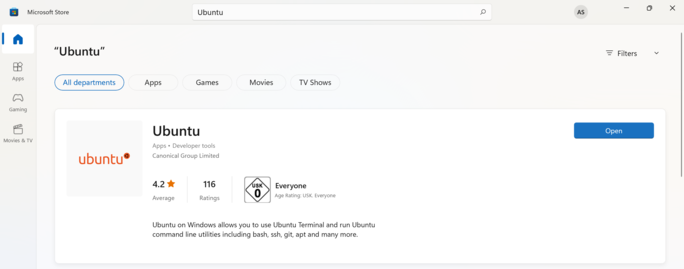 Microsoft Store
Ubuntu
AS
"Ubuntu"
Filters
All departments
Apps
Games
Movies
TV Shows
Apps
Gaming
Movies & TV
ubuntu
Ubuntu
Apps • Developer tools
Canonical Group Limited
Open
4.2
Average
116
Ratings
USK
0
Everyone
Age Rating: USK. Everyone
Ubuntu on Windows allows you to use Ubuntu Terminal and run Ubuntu
command line utilities including bash, ssh, git, apt and many more.